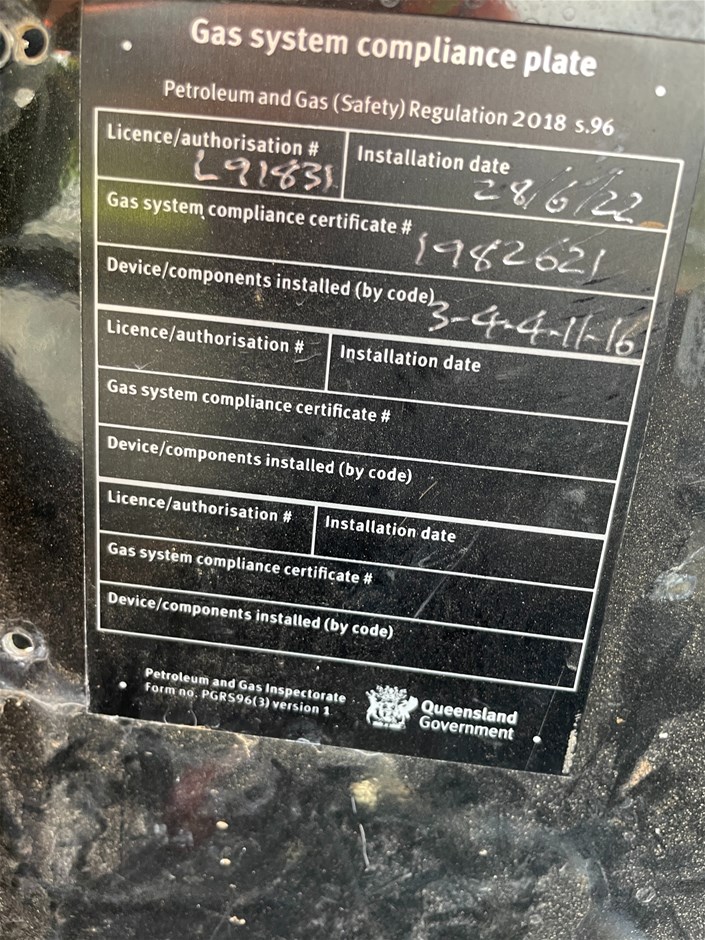 Gas system compliance plate
Petroleum and Gas (Safety) Regulation 2018 s.96
Licence/authorisation #
L91831
Installation date
28/6/22
Gas system compliance certificate #
1982621
Device/components installed (by code)
3-4-4-11-16
Licence/authorisation #
Installation date
Gas system compliance certificate #
Device/components installed (by code)
Licence/authorisation #
Installation date
Gas system compliance certificate #
Device/components installed (by code)
Petroleum and Gas Inspectorate
Form no. PGRS96(3) version 1
Queensland
Government